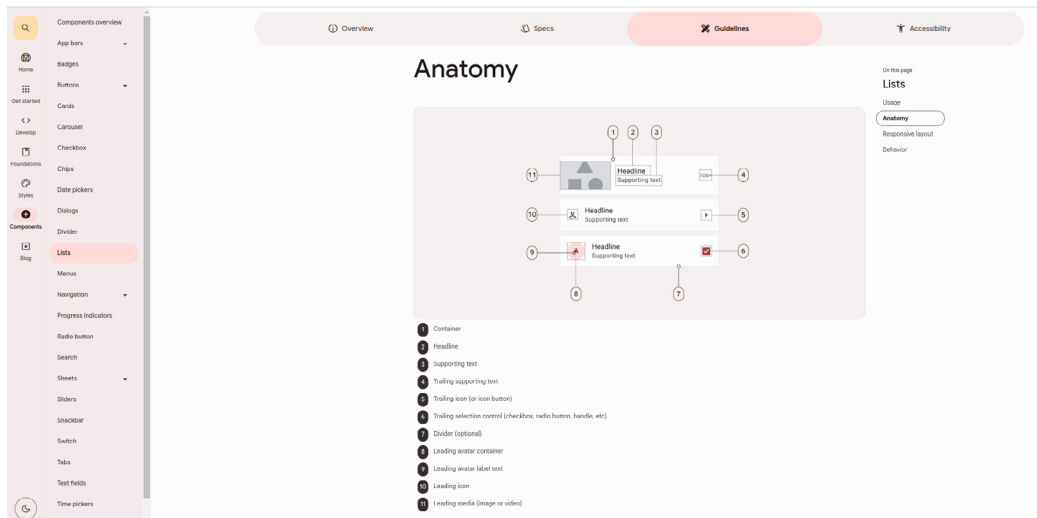 Home
Get started
Develop
Foundations
Styles
Components
Blog
Components overview
App bars
Badges
Buttons
Cards
Carousel
Checkbox
Chips
Date pickers
Dialogs
Divider
Lists
Menus
Navigation
Progress indicators
Radio button
Search
Sheets
Sliders
Snackbar
Switch
Tabs
Text fields
Time pickers
Overview
Specs
Guidelines
Accessibility
Anatomy
1 2 3
11 Headline
Supporting text 100+ 4
10 Headline 5
Supporting text
9 A Headline 6
Supporting text
8 7
1 Container
2 Headline
3 Supporting text
4 Trailing supporting text
5 Trailing icon (or icon button)
6 Trailing selection control (checkbox, radio button, handle, etc)
7 Divider (optional)
8 Leading avatar container
9 Leading avatar label text
10 Leading icon
11 Leading media (image or video)
On this page
Lists
Usage
Anatomy
Responsive layout
Behavior